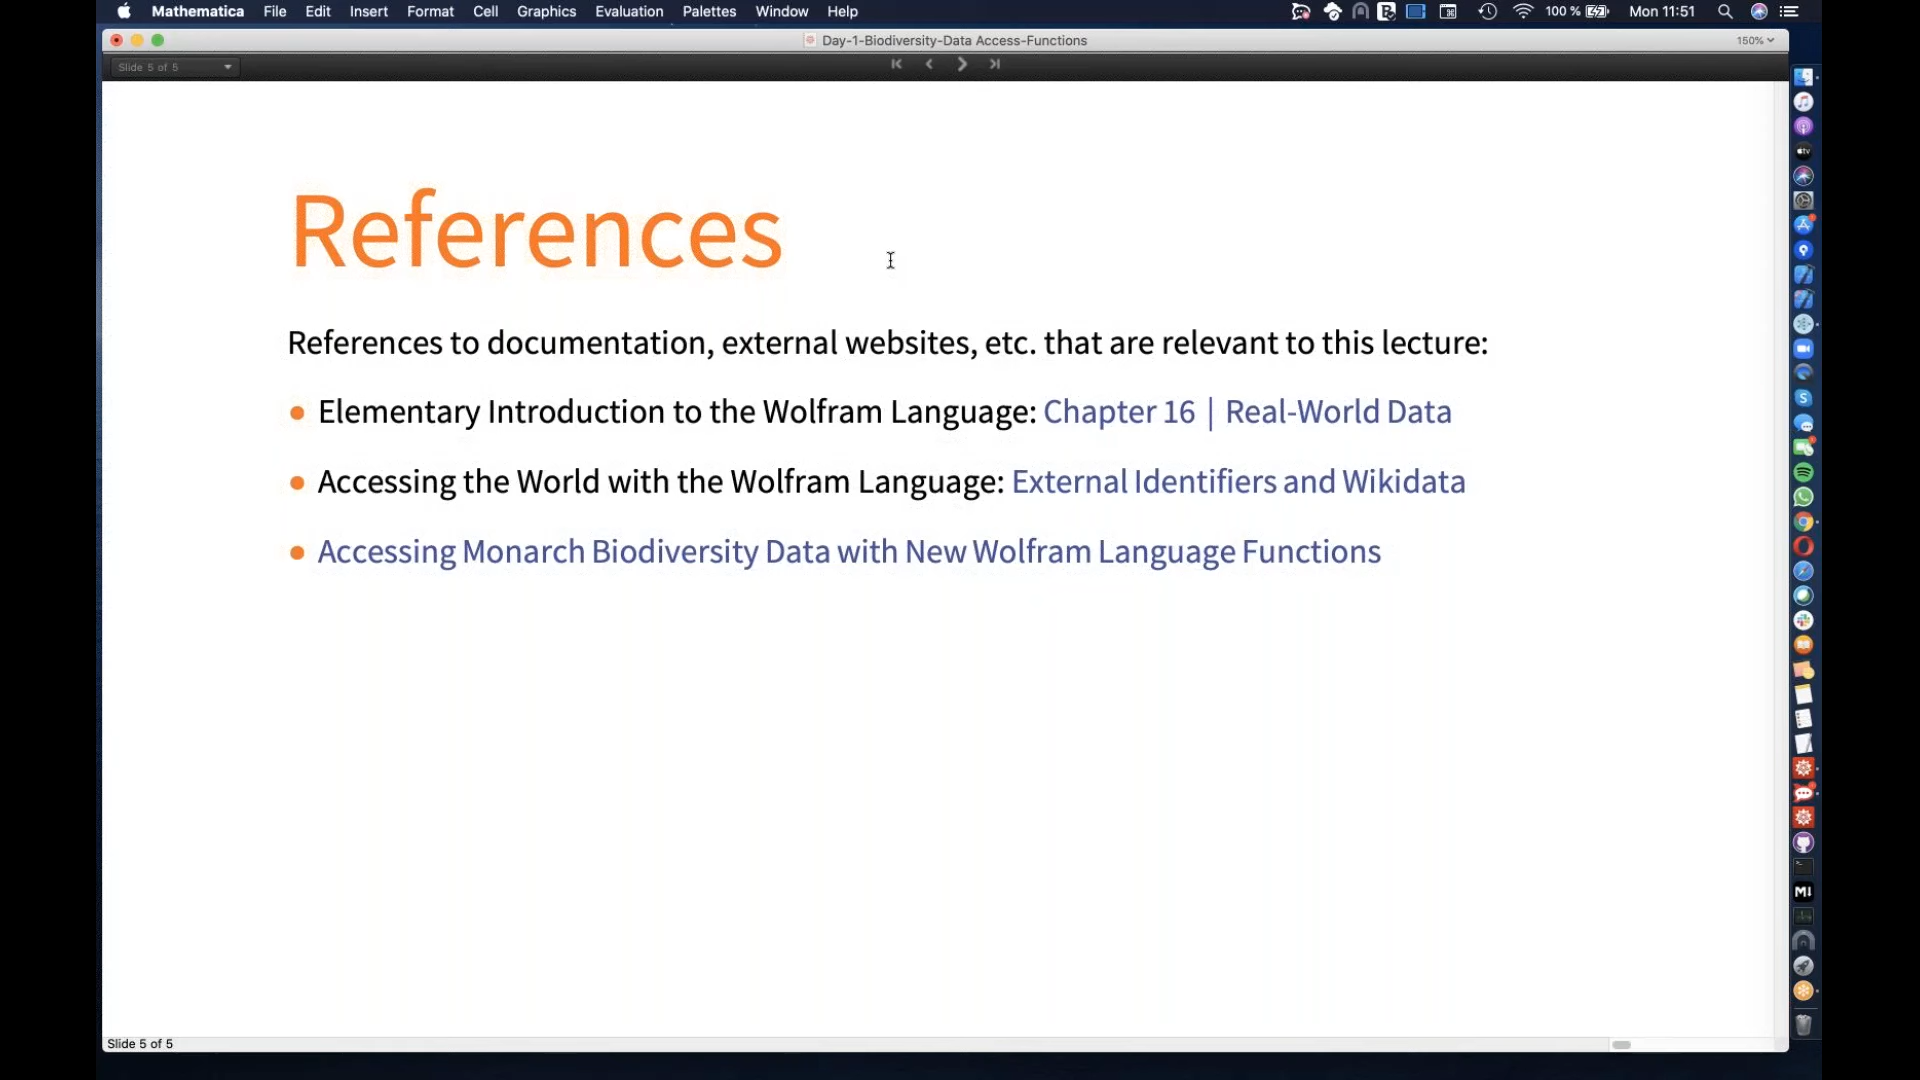 Mathematica File Edit Insert Format Cell Graphics Evaluation Palettes Window Help 100 % Mon 11:51
Day-1-Biodiversity-Data Access-Functions 150%
Slide 5 of 5
References
References to documentation, external websites, etc. that are relevant to this lecture:
Elementary Introduction to the Wolfram Language: Chapter 16 | Real-World Data
Accessing the World with the Wolfram Language: External Identifiers and Wikidata
Accessing Monarch Biodiversity Data with New Wolfram Language Functions
Slide 5 of 5